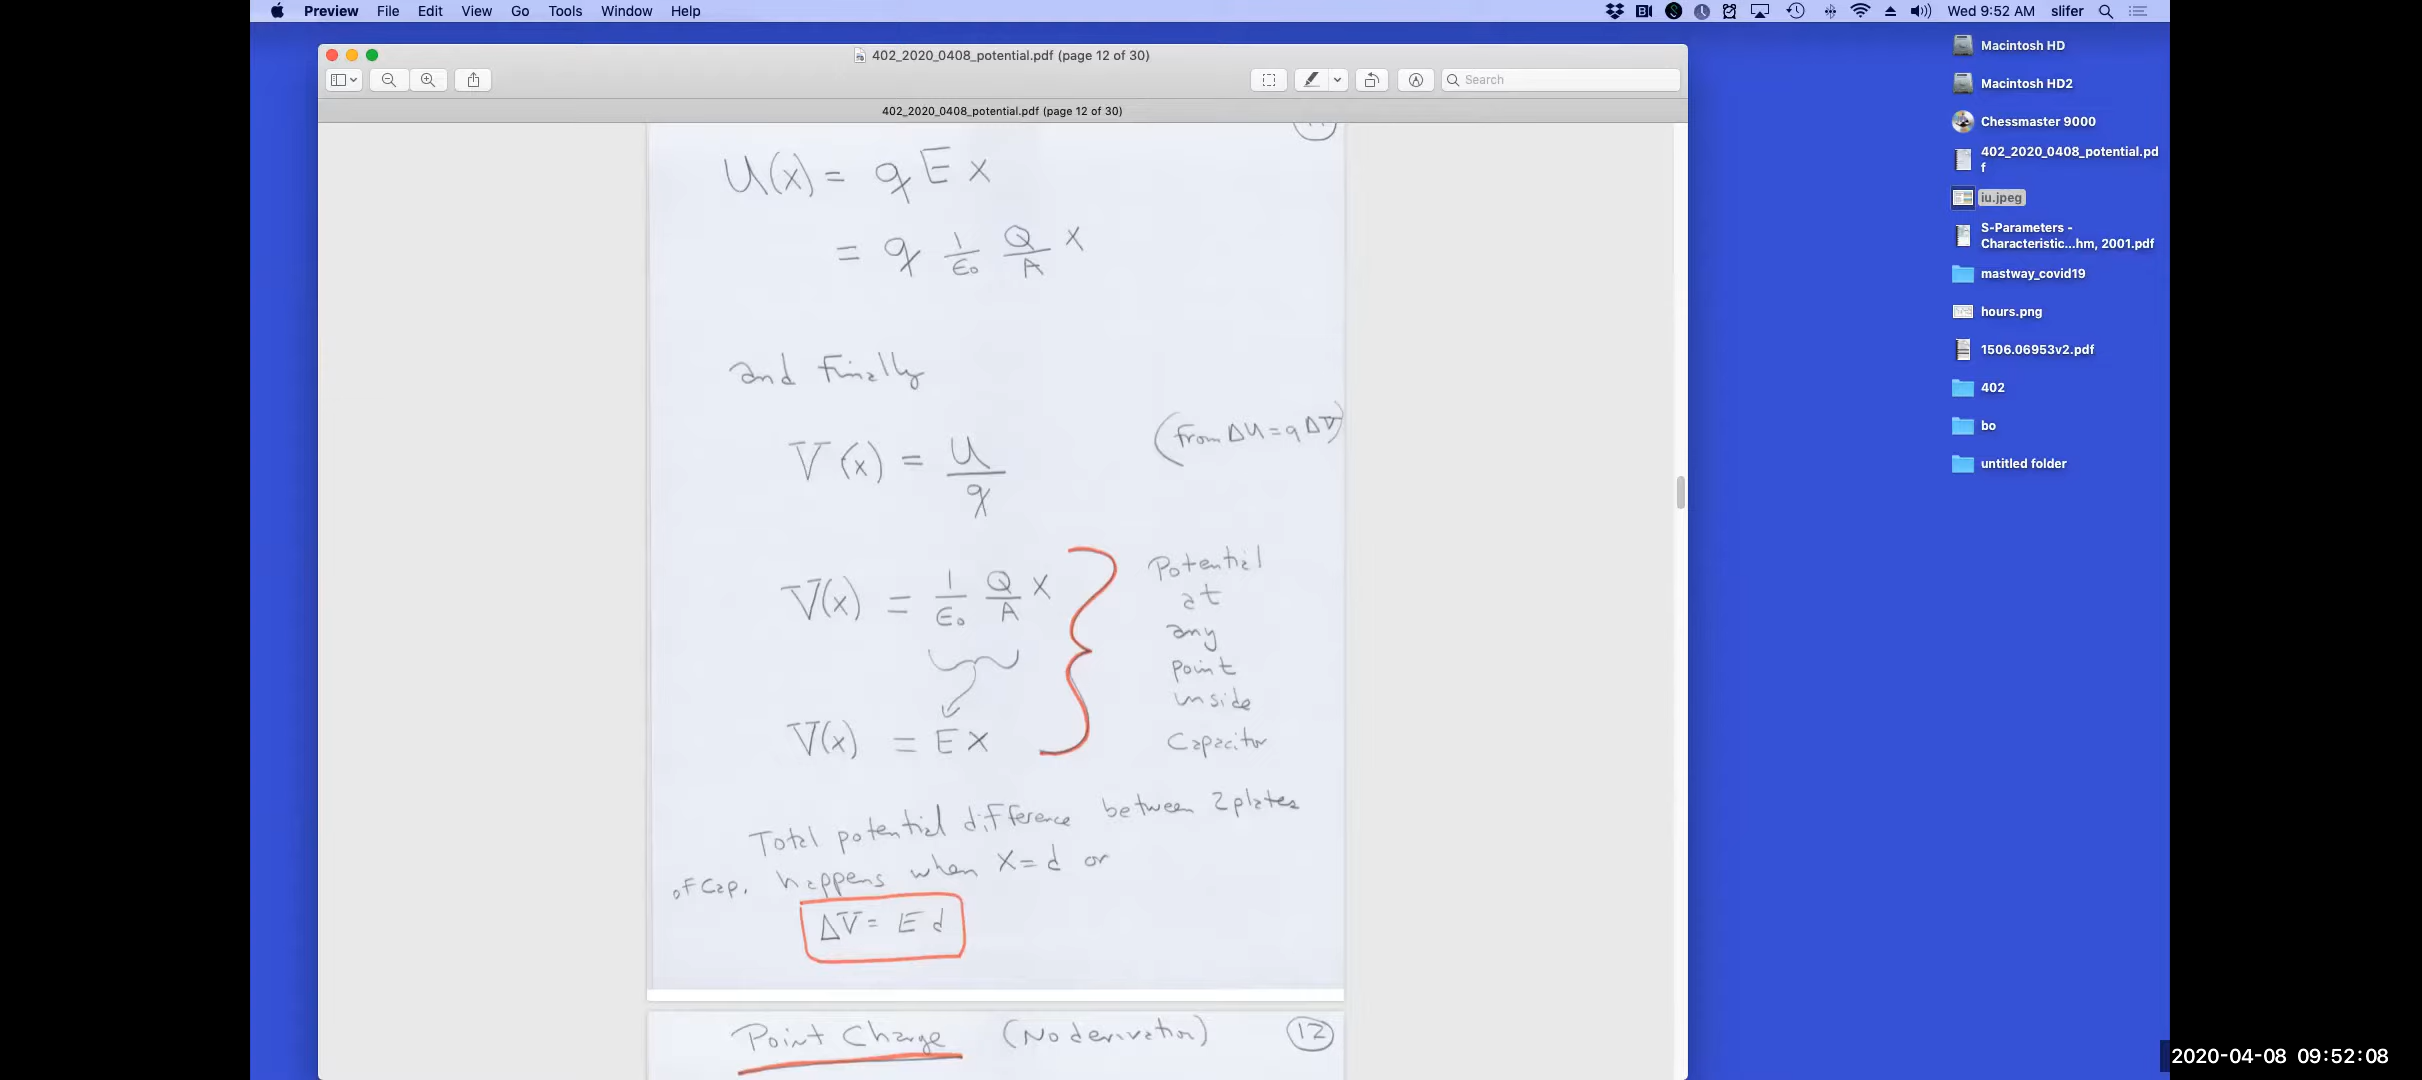 Preview File Edit View Go Tools Window Help
Wed 9:52 AM slifer
402_2020_0408_potential.pdf (page 12 of 30)
Search
402_2020_0408_potential.pdf (page 12 of 30)
U(x) = q E x
= q 1/ε₀ Q/A x
and finally
V(x) = U/q (from ΔU = q ΔV)
V(x) = 1/ε₀ Q/A x
V(x) = E x
Potential
at
any
point
inside
Capacitor
Total potential difference between 2 plates
of cap. happens when x = d or
ΔV = E d
Point Charge (No derivation) 12
Macintosh HD
Macintosh HD2
Chessmaster 9000
402_2020_0408_potential.pd
f
iu.jpeg
S-Parameters -
Characteristic...hm, 2001.pdf
mastway_covid19
hours.png
1506.06953v2.pdf
402
bo
untitled folder
2020-04-08 09:52:08